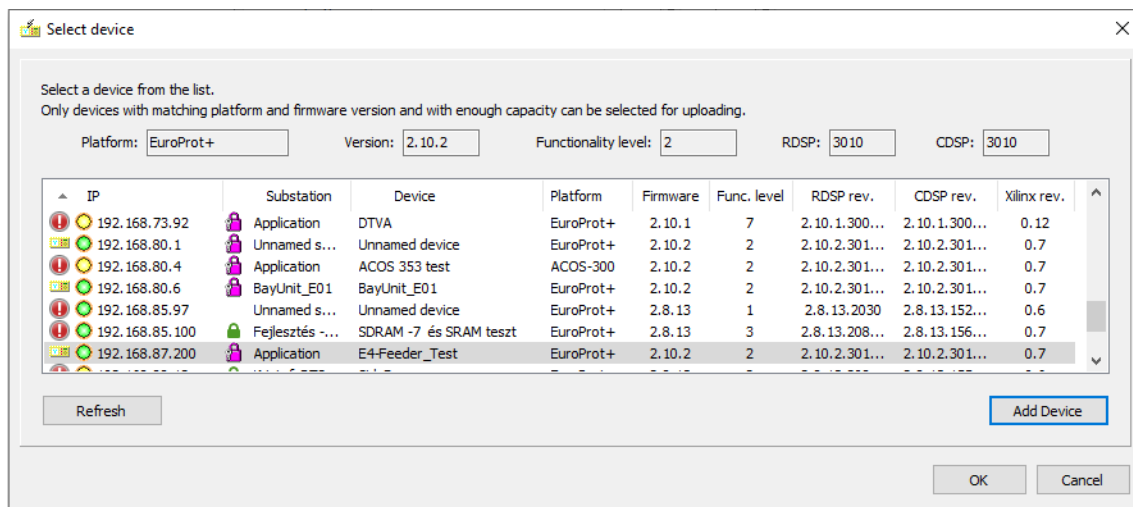 Select device
Select a device from the list.
Only devices with matching platform and firmware version and with enough capacity can be selected for uploading.
Platform: EuroProt+ Version: 2.10.2 Functionality level: 2 RDSP: 3010 CDSP: 3010
IP Substation Device Platform Firmware Func. level RDSP rev. CDSP rev. Xilinx rev.
192.168.73.92 Application DTVA EuroProt+ 2.10.1 7 2.10.1.300... 2.10.1.300... 0.12
192.168.80.1 Unnamed s... Unnamed device EuroProt+ 2.10.2 2 2.10.2.301... 2.10.2.301... 0.7
192.168.80.4 Application ACOS 353 test ACOS-300 2.10.2 2 2.10.2.301... 2.10.2.301... 0.7
192.168.80.6 BayUnit_E01 BayUnit_E01 EuroProt+ 2.10.2 2 2.10.2.301... 2.10.2.301... 0.7
192.168.85.97 Unnamed s... Unnamed device EuroProt+ 2.8.13 1 2.8.13.2030 2.8.13.152... 0.6
192.168.85.100 Fejlesztés -... SDRAM -7 és SRAM teszt EuroProt+ 2.8.13 3 2.8.13.208... 2.8.13.156... 0.7
192.168.87.200 Application E4-Feeder_Test EuroProt+ 2.10.2 2 2.10.2.301... 2.10.2.301... 0.7
Refresh Add Device
OK Cancel